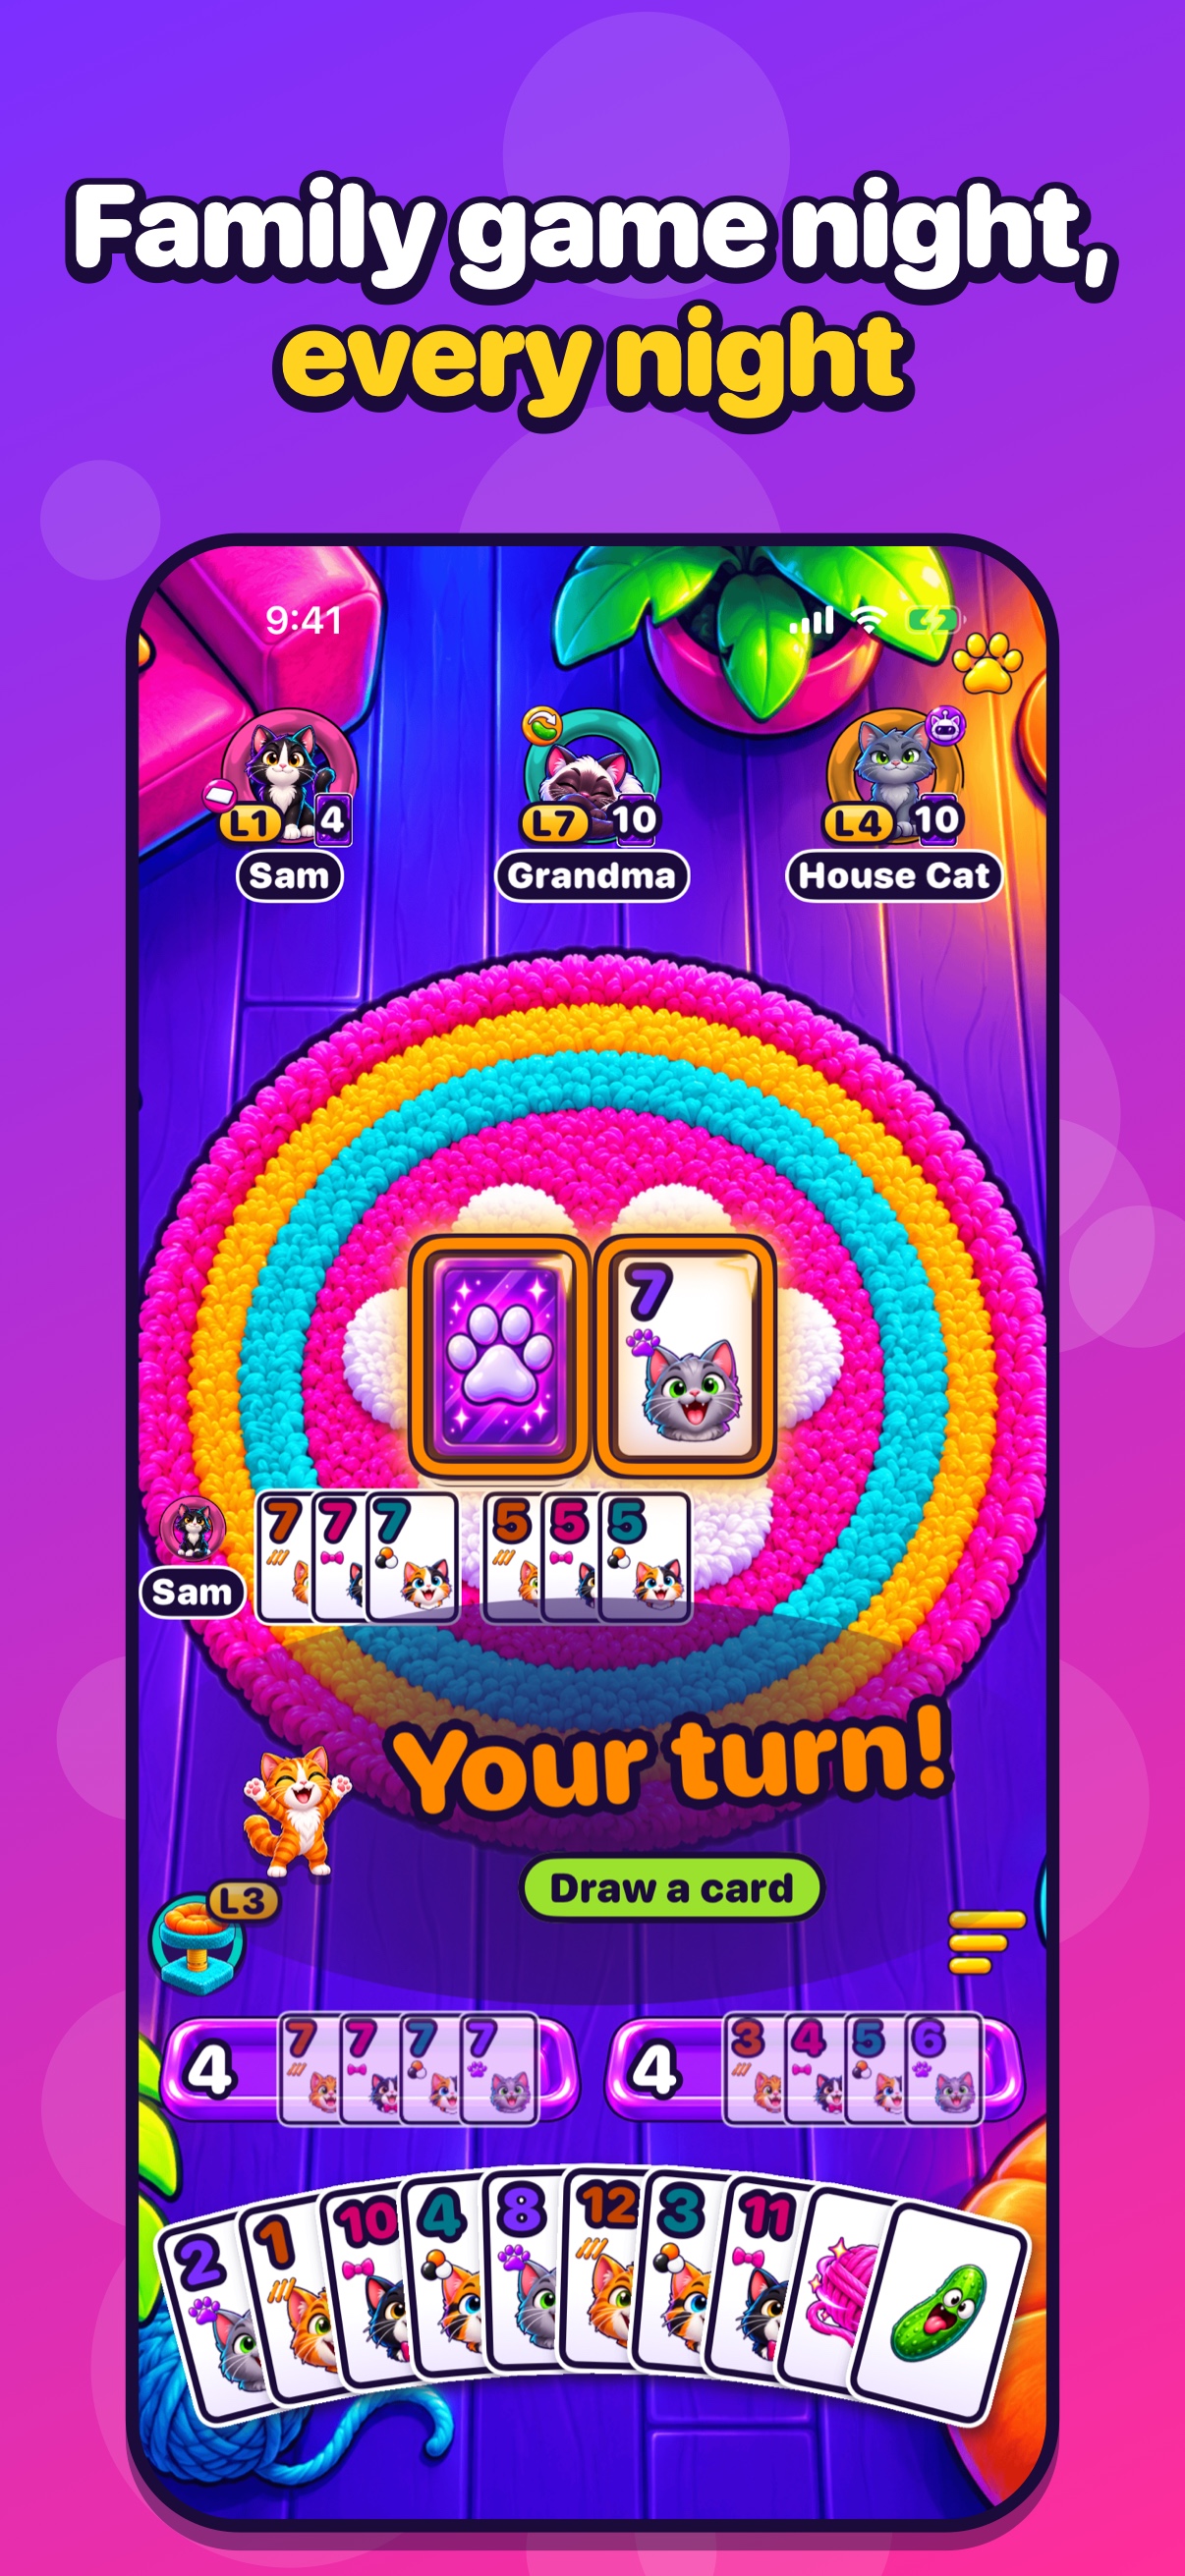 Family game night,
every night
9:41
L1 4
L7 10
L4 10
Sam
Grandma
House Cat
7
7 7 7 5 5 5
Sam
Your turn!
Draw a card
L3
4 7 7 7 7
4 3 4 5 6
2 1 10 4 8 12 3 11